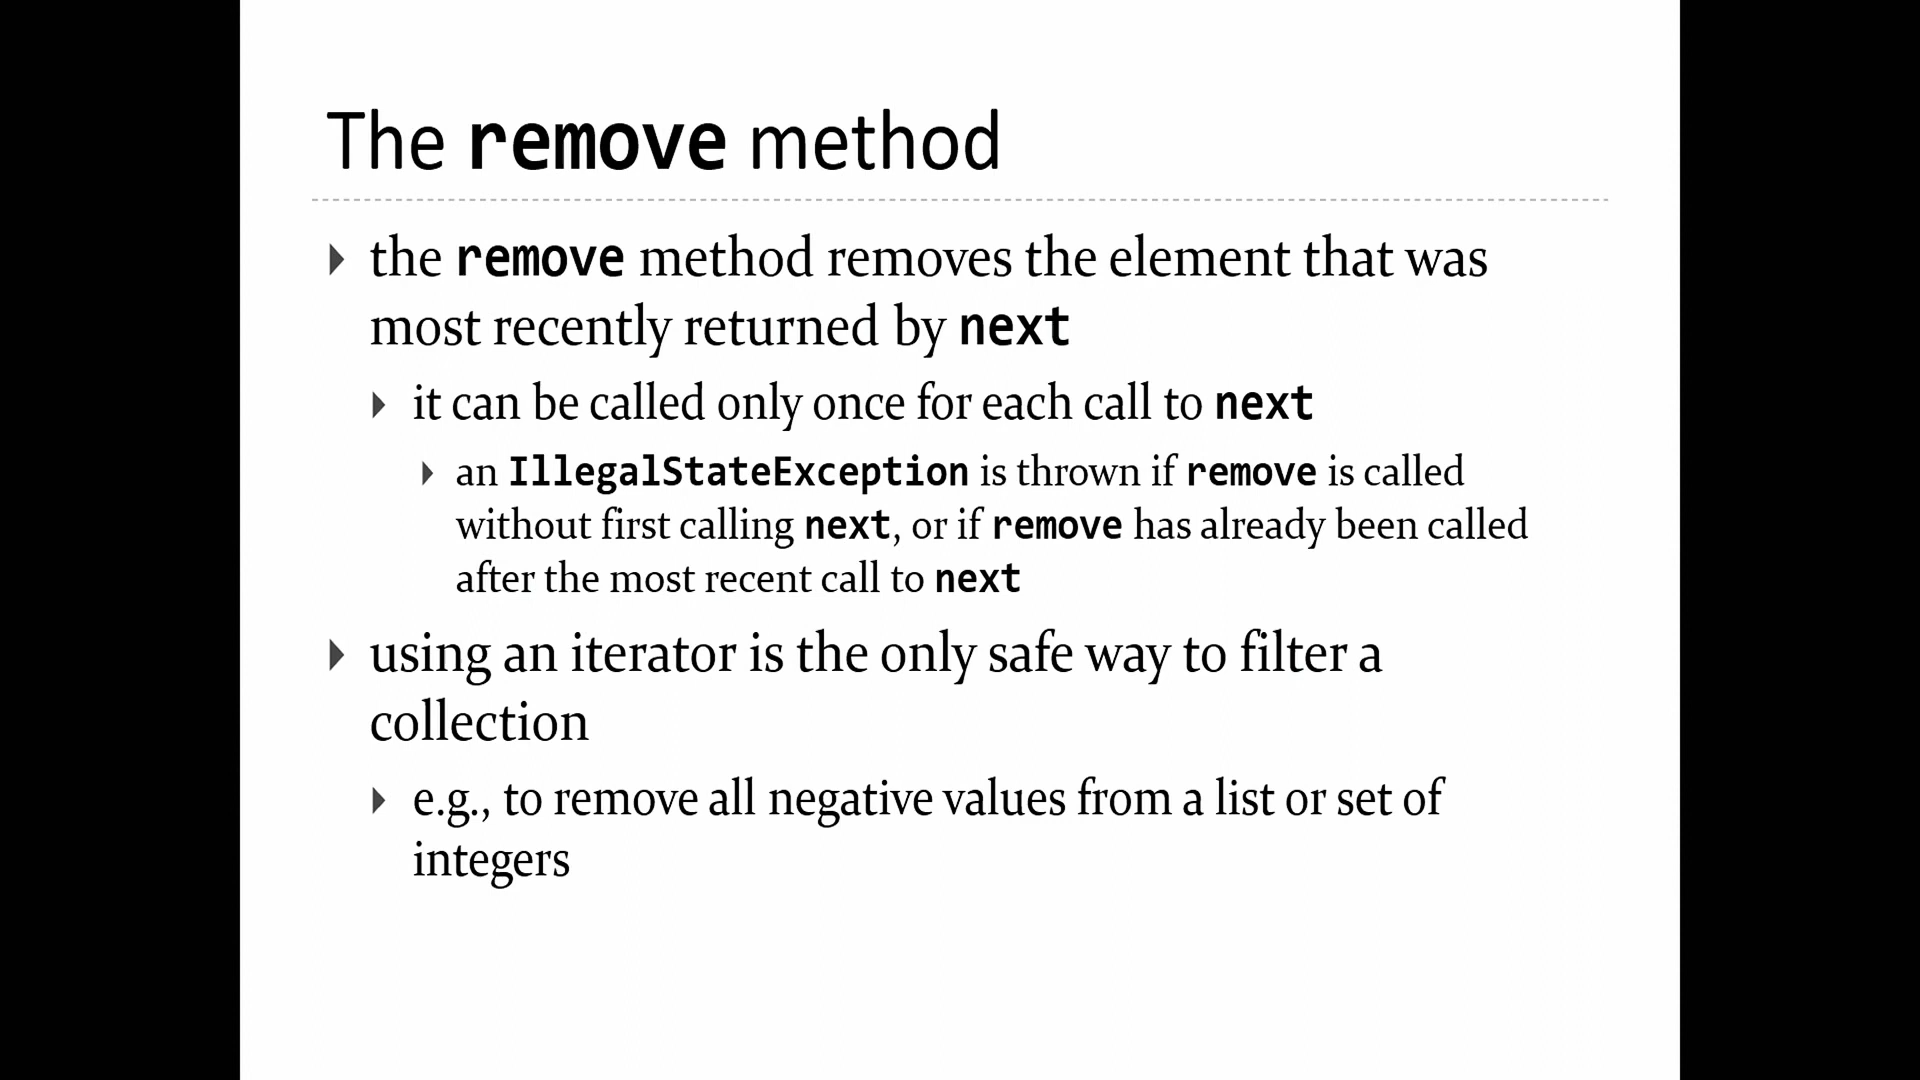 The remove method
the remove method removes the element that was
most recently returned by next
it can be called only once for each call to next
an IllegalStateException is thrown if remove is called
without first calling next, or if remove has already been called
after the most recent call to next
using an iterator is the only safe way to filter a
collection
e.g., to remove all negative values from a list or set of
integers